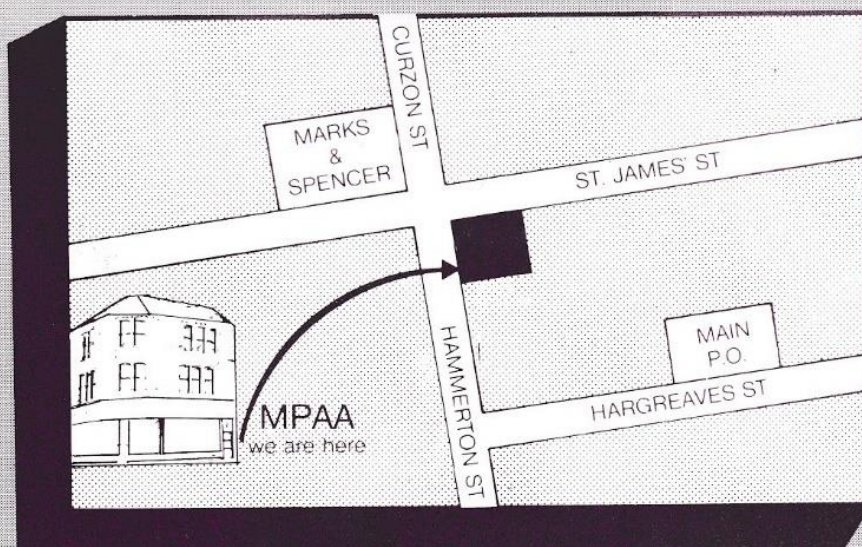 CURZON ST
MARKS
&
SPENCER
ST. JAMES' ST
MAIN
P.O.
HAMMERTON ST
HARGREAVES ST
MPAA
we are here